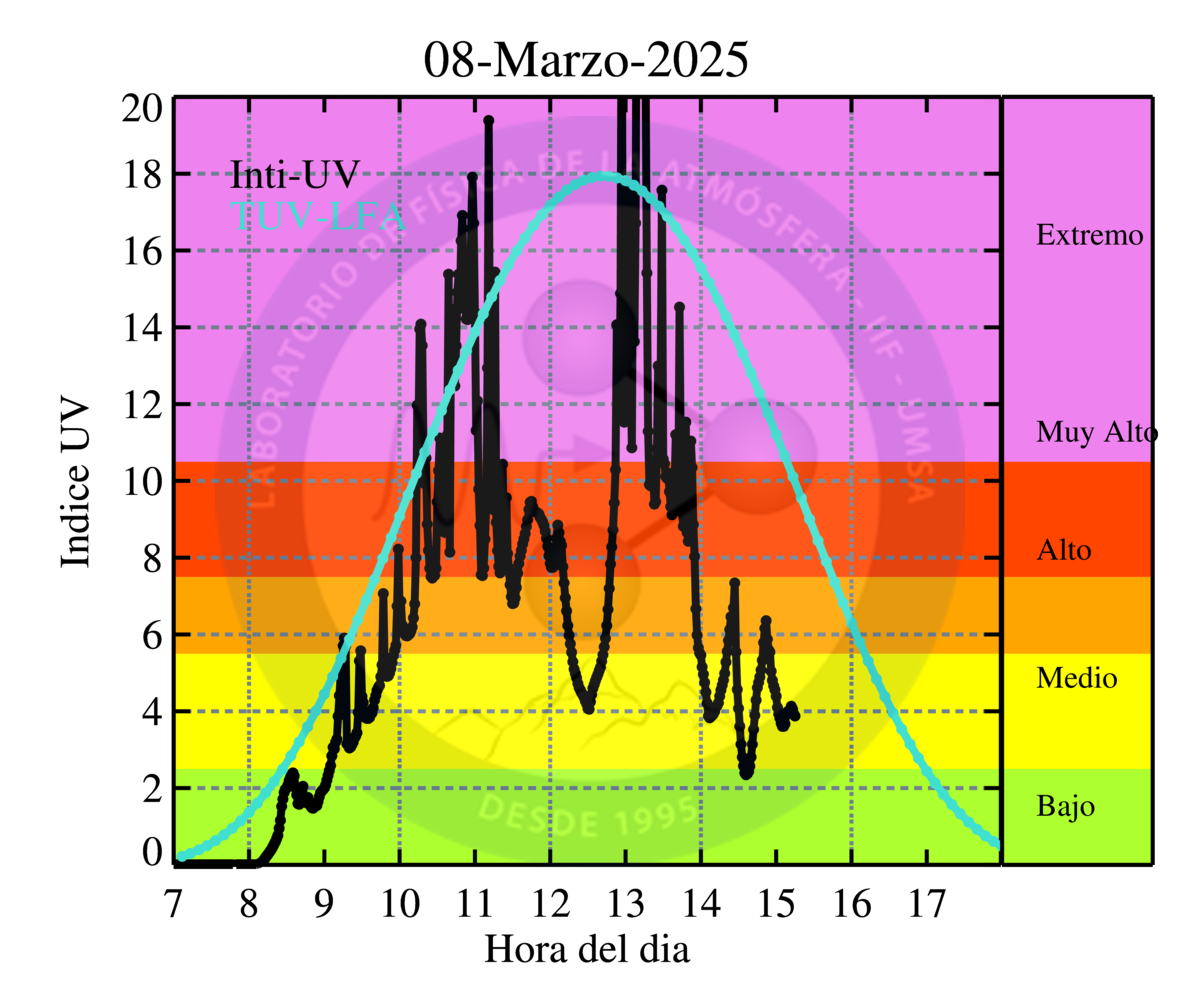 08-Marzo-2025
Indice UV
20
18
16
14
12
10
8
6
4
2
0
Inti-UV
TUV-LFA
LABORATORIO DE FÍSICA DE LA ATMÓSFERA - IIF - UMSA
DESDE 1995
Extremo
Muy Alto
Alto
Medio
Bajo
7 8 9 10 11 12 13 14 15 16 17
Hora del dia